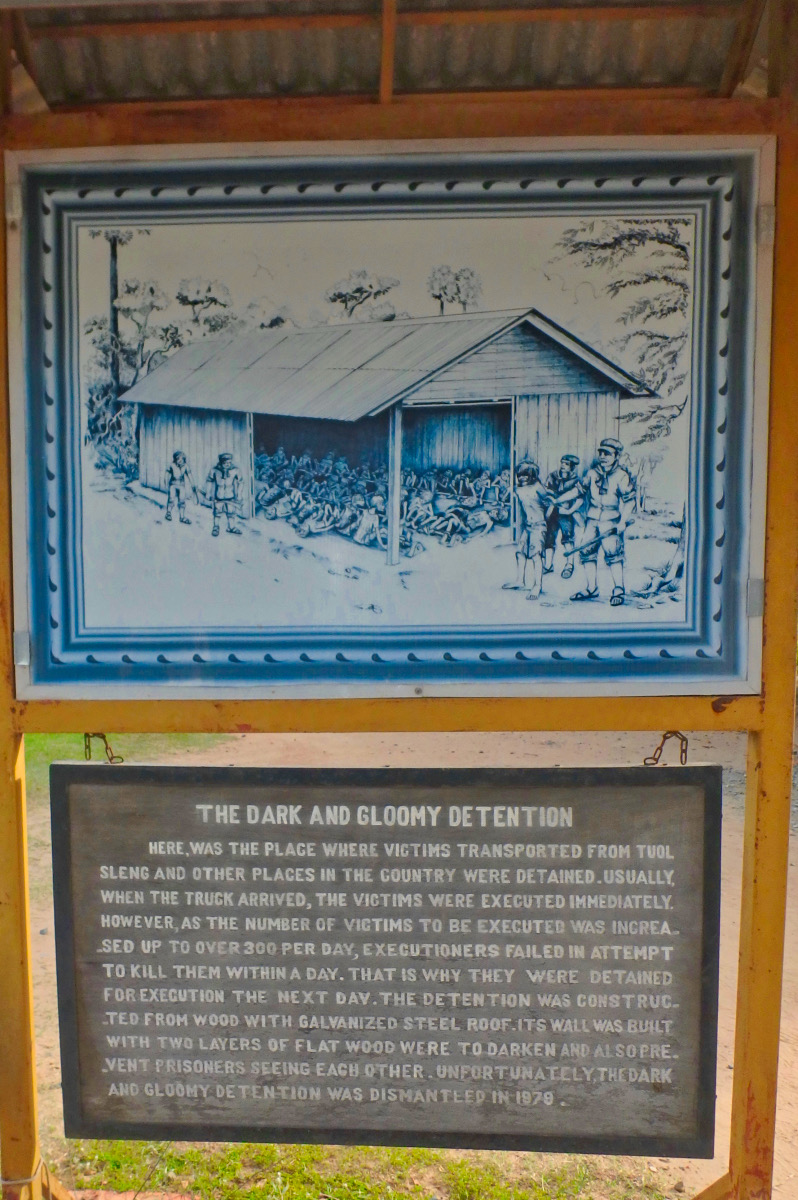 THE DARK AND GLOOMY DETENTION
HERE, WAS THE PLACE WHERE VICTIMS TRANSPORTED FROM TUOL
SLENG AND OTHER PLACES IN THE COUNTRY WERE DETAINED. USUALLY,
WHEN THE TRUCK ARRIVED, THE VICTIMS WERE EXECUTED IMMEDIATELY.
HOWEVER, AS THE NUMBER OF VICTIMS TO BE EXECUTED WAS INCREA-
-SED UP TO OVER 300 PER DAY, EXECUTIONERS FAILED IN ATTEMPT
TO KILL THEM WITHIN A DAY. THAT IS WHY THEY WERE DETAINED
FOR EXECUTION THE NEXT DAY. THE DETENTION WAS CONSTRUC-
-TED FROM WOOD WITH GALVANIZED STEEL ROOF. ITS WALL WAS BUILT
WITH TWO LAYERS OF FLAT WOOD WERE TO DARKEN AND ALSO PRE-
-VENT PRISONERS SEEING EACH OTHER. UNFORTUNATELY, THE DARK
AND GLOOMY DETENTION WAS DISMANTLED IN 1979.